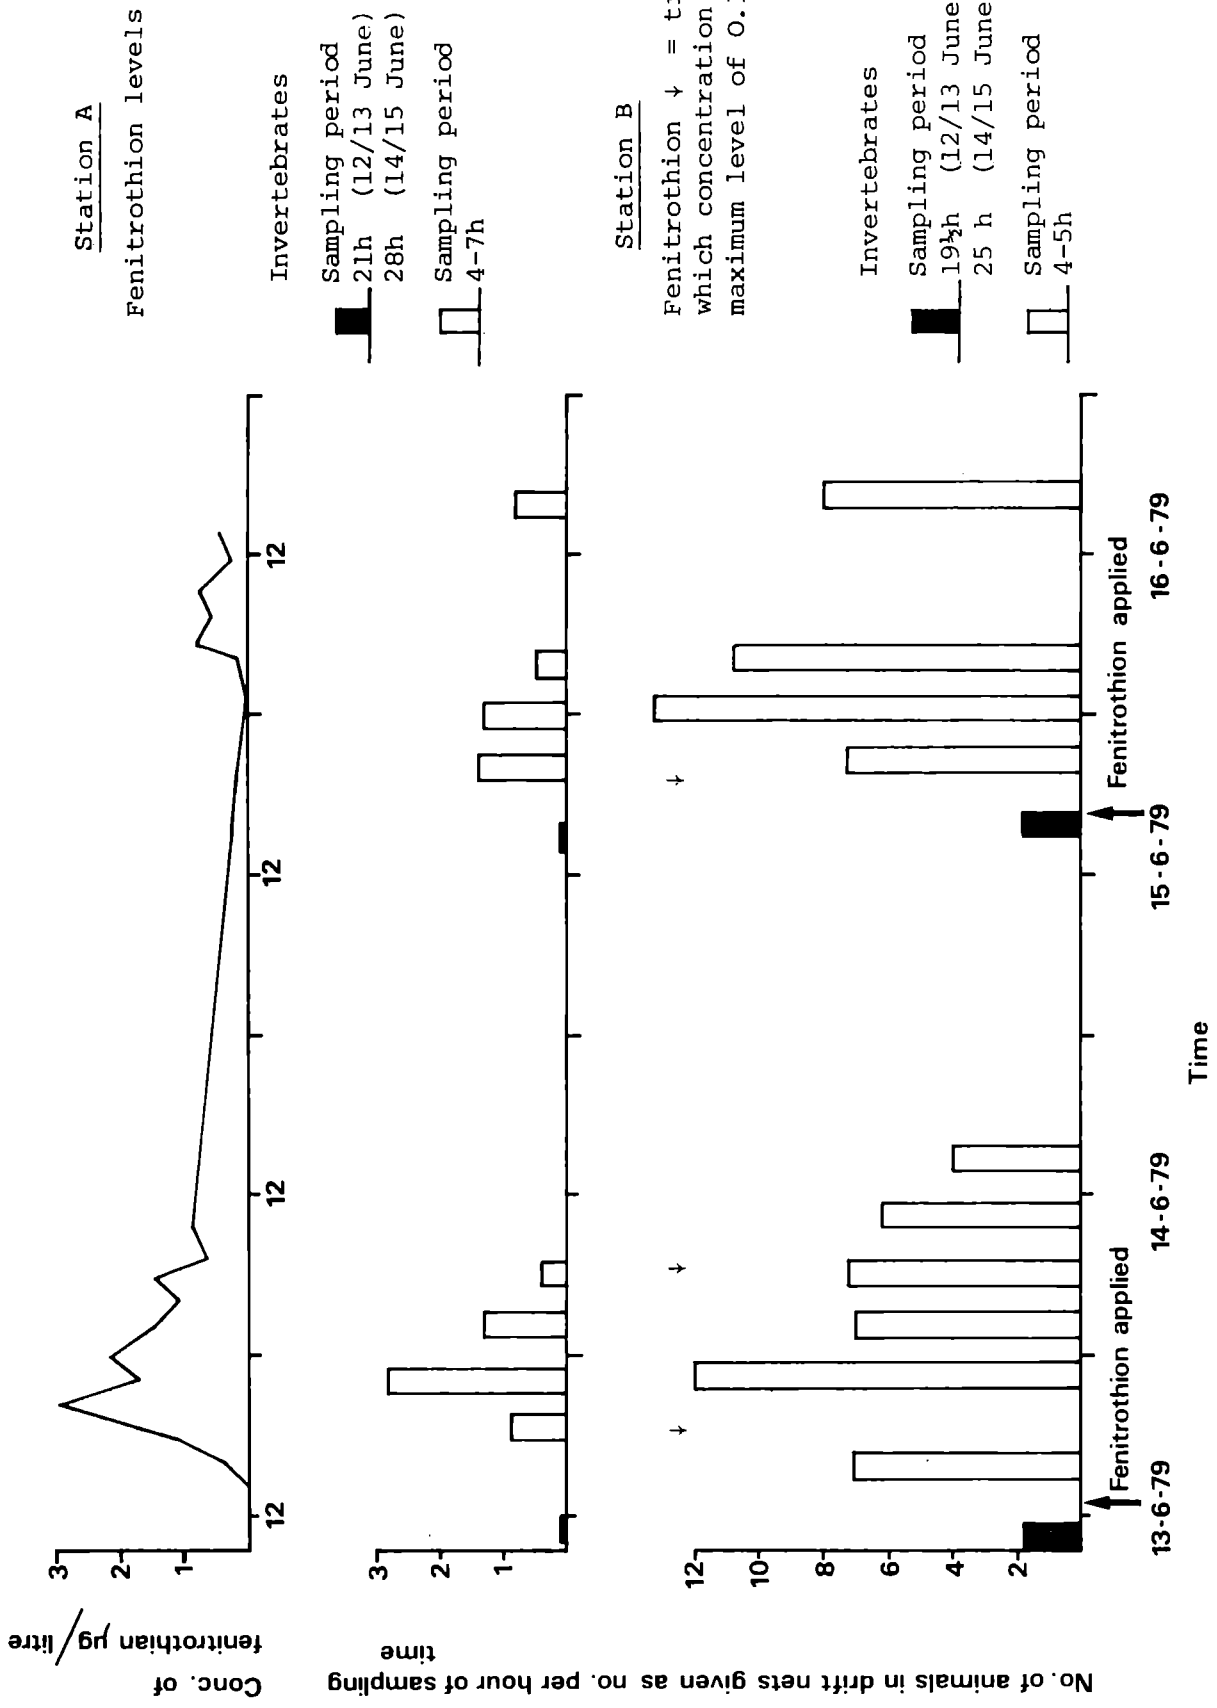 Station A
Fenitrothion levels
Invertebrates
Sampling period
21h (12/13 June)
28h (14/15 June)
Sampling period
4-7h
Station B
Fenitrothion ↓ =
which concentration
maximum level of
Invertebrates
Sampling period
19½h (12/13 June
25 h (14/15 June
Sampling period
4-5h
Conc. of
fenitrothian µg/litre
3
2
1
12
12
12
12
No. of animals in drift nets given as no. per hour of sampling
time
3
2
1
12
10
8
6
4
2
Fenitrothion applied
Fenitrothion applied
13-6-79
14-6-79
15-6-79
16-6-79
Time